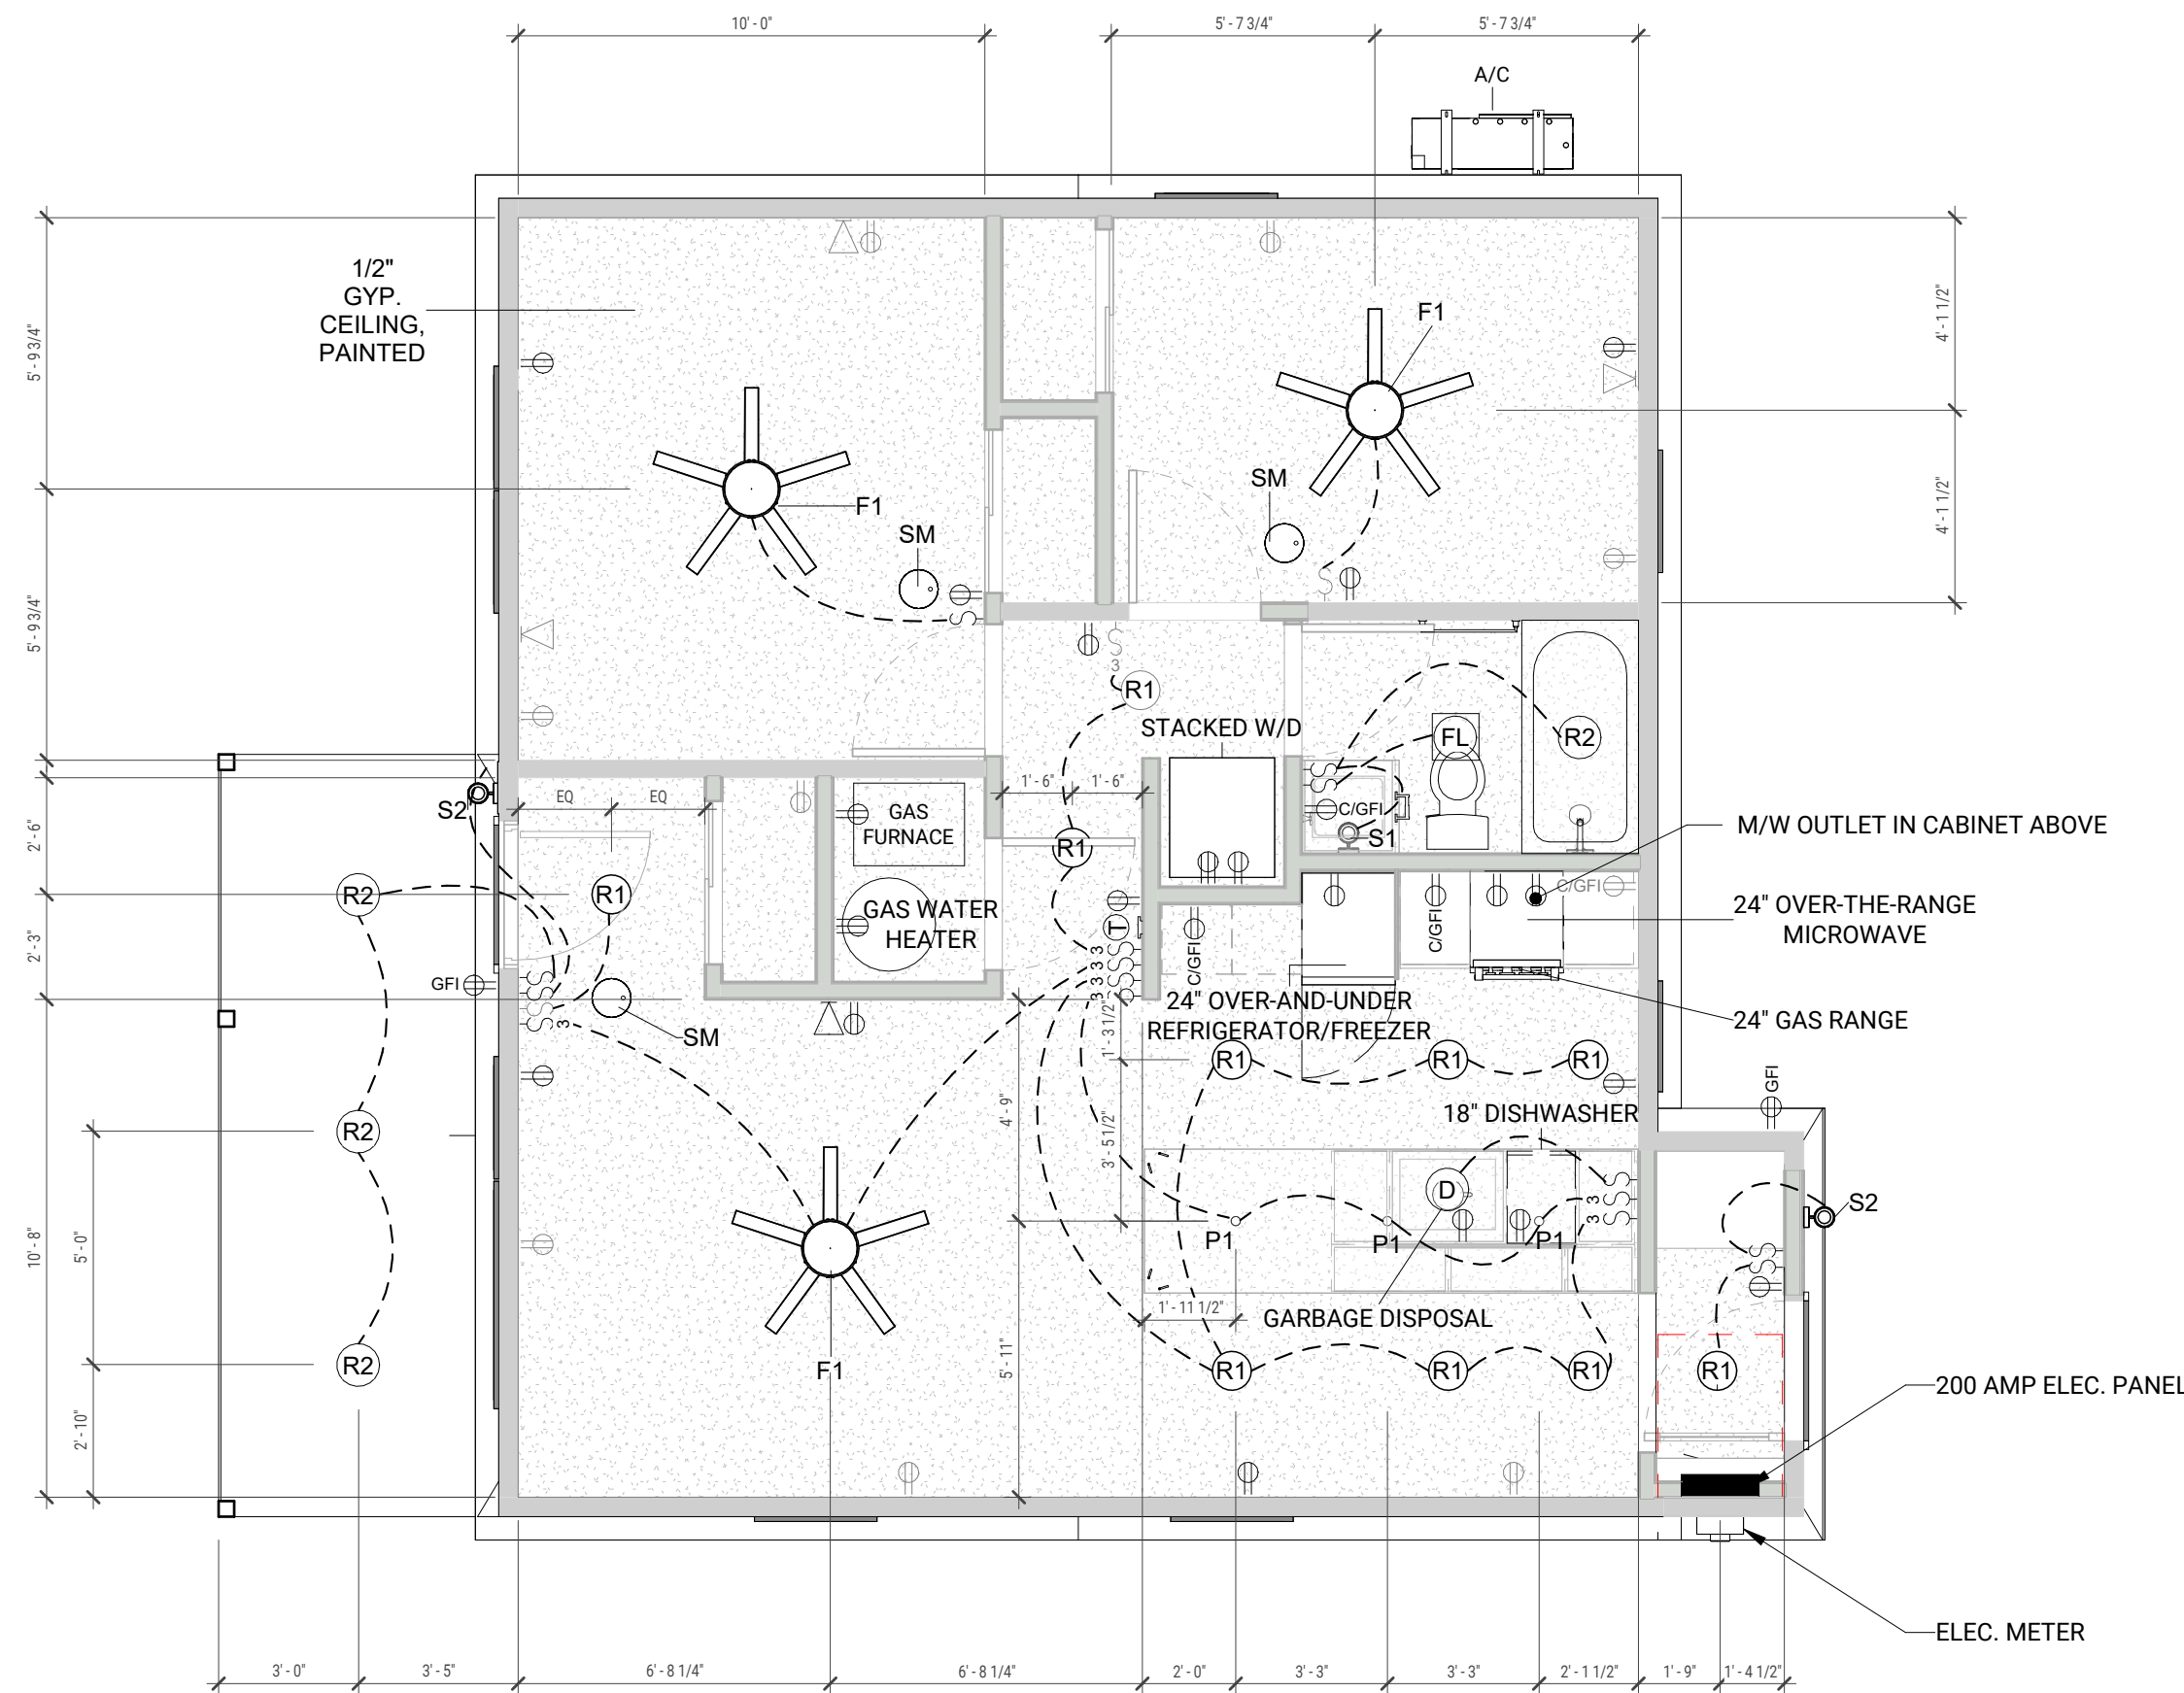 10' - 0"
5' - 7 3/4"
5' - 7 3/4"
A/C
1/2"
GYP.
CEILING,
PAINTED
5' - 9 3/4"
5' - 9 3/4"
4' - 1 1/2"
4' - 1 1/2"
F1
F1
SM
SM
3
R1
STACKED W/D
FL
R2
1' - 6"
1' - 6"
EQ
EQ
S2
GAS
FURNACE
C/GFI
S1
M/W OUTLET IN CABINET ABOVE
2' - 6"
R1
R2
R1
GAS WATER
HEATER
T
C/GFI
C/GFI
C/GFI
24" OVER-THE-RANGE
MICROWAVE
2' - 3"
GFI
3
3
3
3
3
SM
24" OVER-AND-UNDER
REFRIGERATOR/FREEZER
24" GAS RANGE
1' - 3 1/2"
R1
R1
R1
GFI
4' - 9"
3' - 5 1/2"
18" DISHWASHER
R2
D
3
3
S2
P1
P1
P1
10' - 8"
5' - 0"
1' - 11 1/2"
GARBAGE DISPOSAL
5' - 11"
R2
F1
R1
R1
R1
R1
200 AMP ELEC. PANEL
2' - 10"
ELEC. METER
3' - 0"
3' - 5"
6' - 8 1/4"
6' - 8 1/4"
2' - 0"
3' - 3"
3' - 3"
2' - 1 1/2"
1' - 9"
1' - 4 1/2"